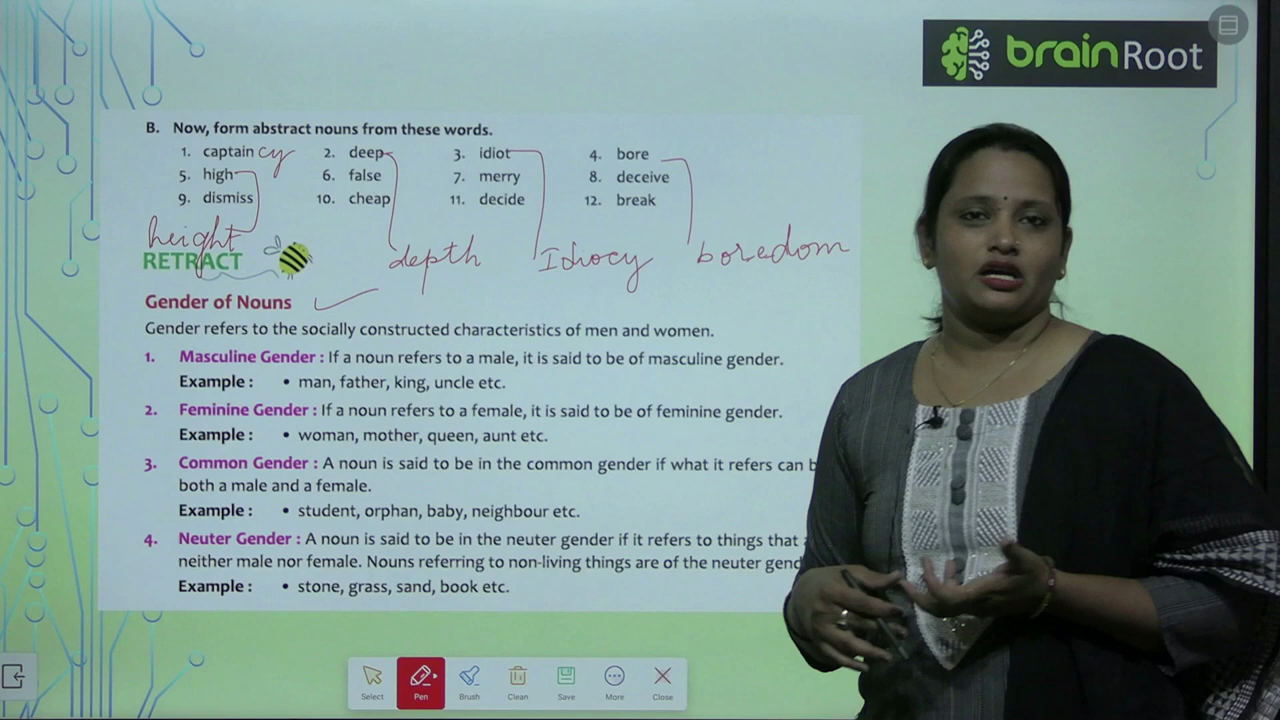 brainRoot
B. Now, form abstract nouns from these words.
1. captain cy 2. deep 3. idiot 4. bore
5. high 6. false 7. merry 8. deceive
9. dismiss 10. cheap 11. decide 12. break
height depth Idiocy boredom
RETRACT
Gender of Nouns
Gender refers to the socially constructed characteristics of men and women.
1. Masculine Gender : If a noun refers to a male, it is said to be of masculine gender.
Example : • man, father, king, uncle etc.
2. Feminine Gender : If a noun refers to a female, it is said to be of feminine gender.
Example : • woman, mother, queen, aunt etc.
3. Common Gender : A noun is said to be in the common gender if what it refers can b
both a male and a female.
Example : • student, orphan, baby, neighbour etc.
4. Neuter Gender : A noun is said to be in the neuter gender if it refers to things that
neither male nor female. Nouns referring to non-living things are of the neuter gend
Example : • stone, grass, sand, book etc.
Select Pen Brush Clean Save More Close